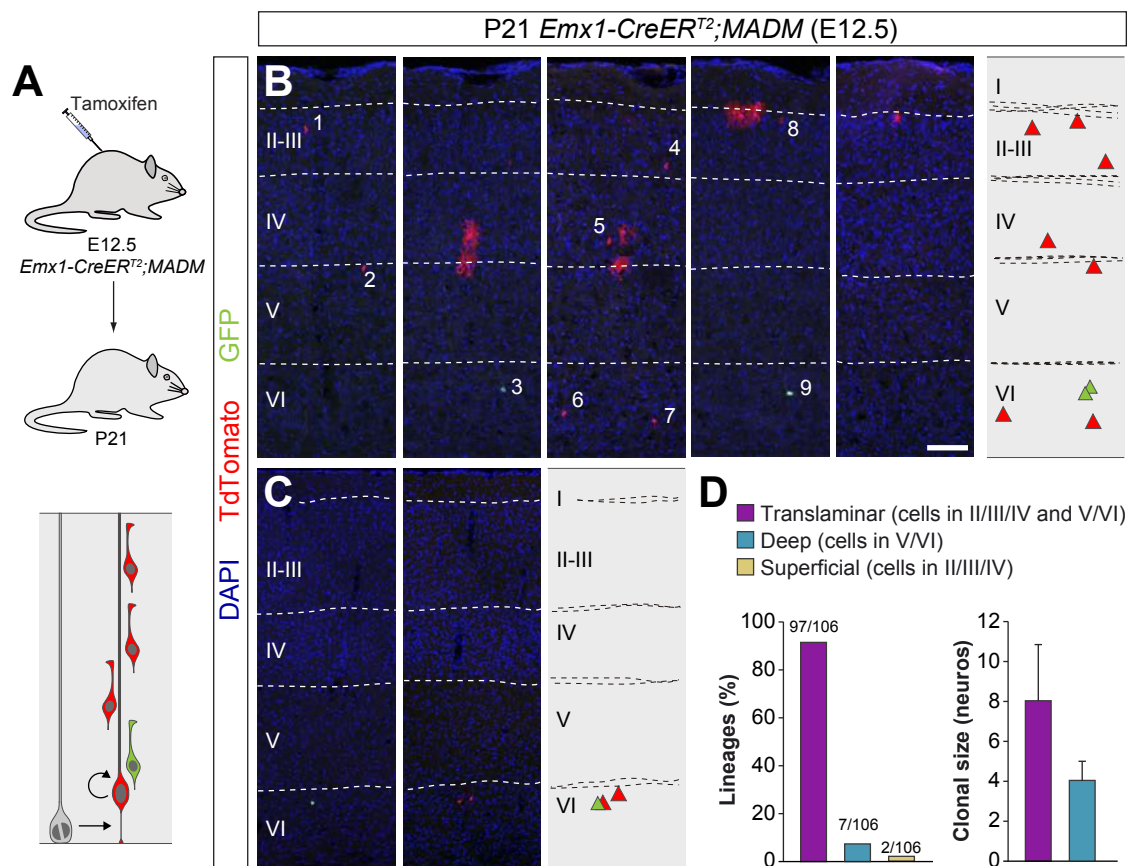 P21 Emx1-CreERT2;MADM (E12.5)
A
Tamoxifen
E12.5
Emx1-CreERT2;MADM
P21
DAPI TdTomato GFP
B
1
II-III
IV
2
V
VI
3
4
5
6
7
8
9
I
II-III
IV
V
VI
C
II-III
IV
V
VI
I
II-III
IV
V
VI
D
Translaminar (cells in II/III/IV and V/VI)
Deep (cells in V/VI)
Superficial (cells in II/III/IV)
Lineages (%)
100
80
60
40
20
0
97/106
7/106
2/106
Clonal size (neuros)
12
10
8
6
4
2
0